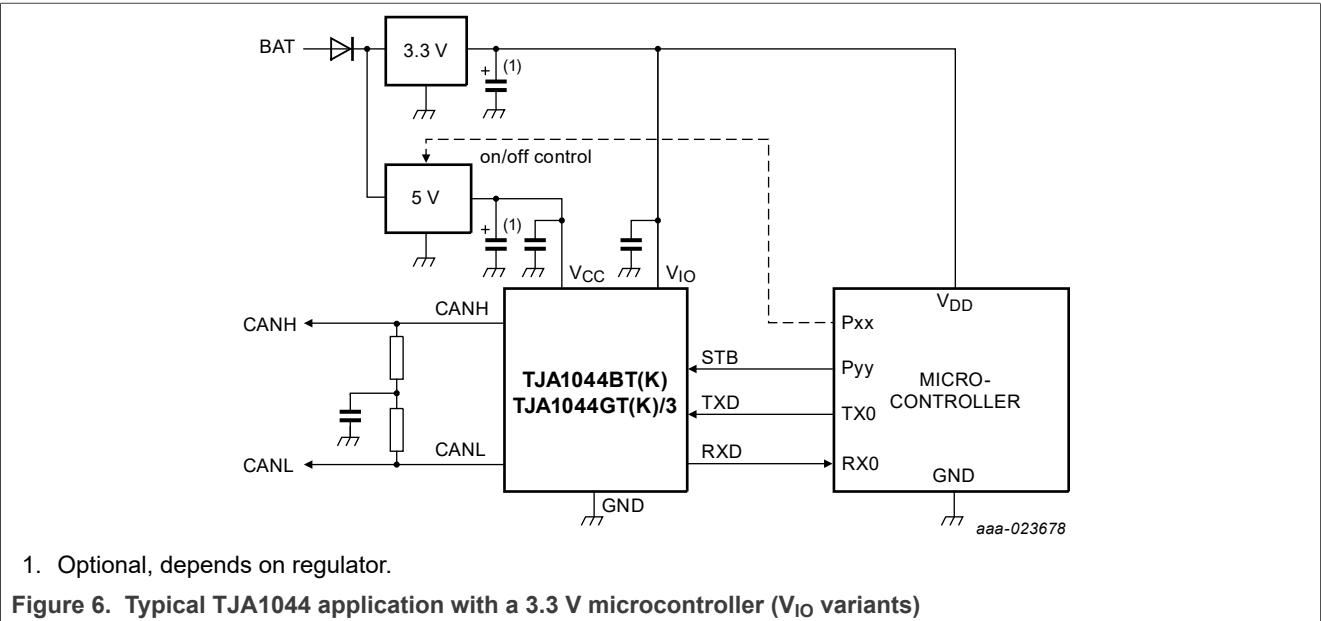 BAT
3.3 V
+ (1)
on/off control
5 V
+ (1)
VCC
VIO
VDD
CANH
CANH
Pxx
STB
Pyy
TJA1044BT(K)
TJA1044GT(K)/3
MICRO-
CONTROLLER
TXD
TX0
CANL
CANL
RXD
RX0
GND
GND
aaa-023678
1. Optional, depends on regulator.
Figure 6. Typical TJA1044 application with a 3.3 V microcontroller (VIO variants)